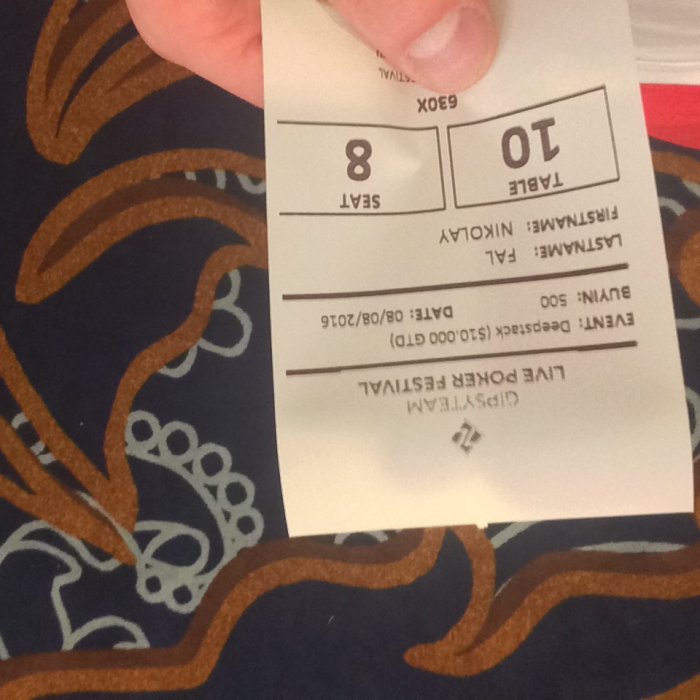 GIPSYTEAM
LIVE POKER FESTIVAL
EVENT: Deepstack ($10.000 GTD)
BUYIN: 500 DATE: 08/08/2016
LASTNAME: FAL
FIRSTNAME: NIKOLAY
TABLE SEAT
10 8
630X